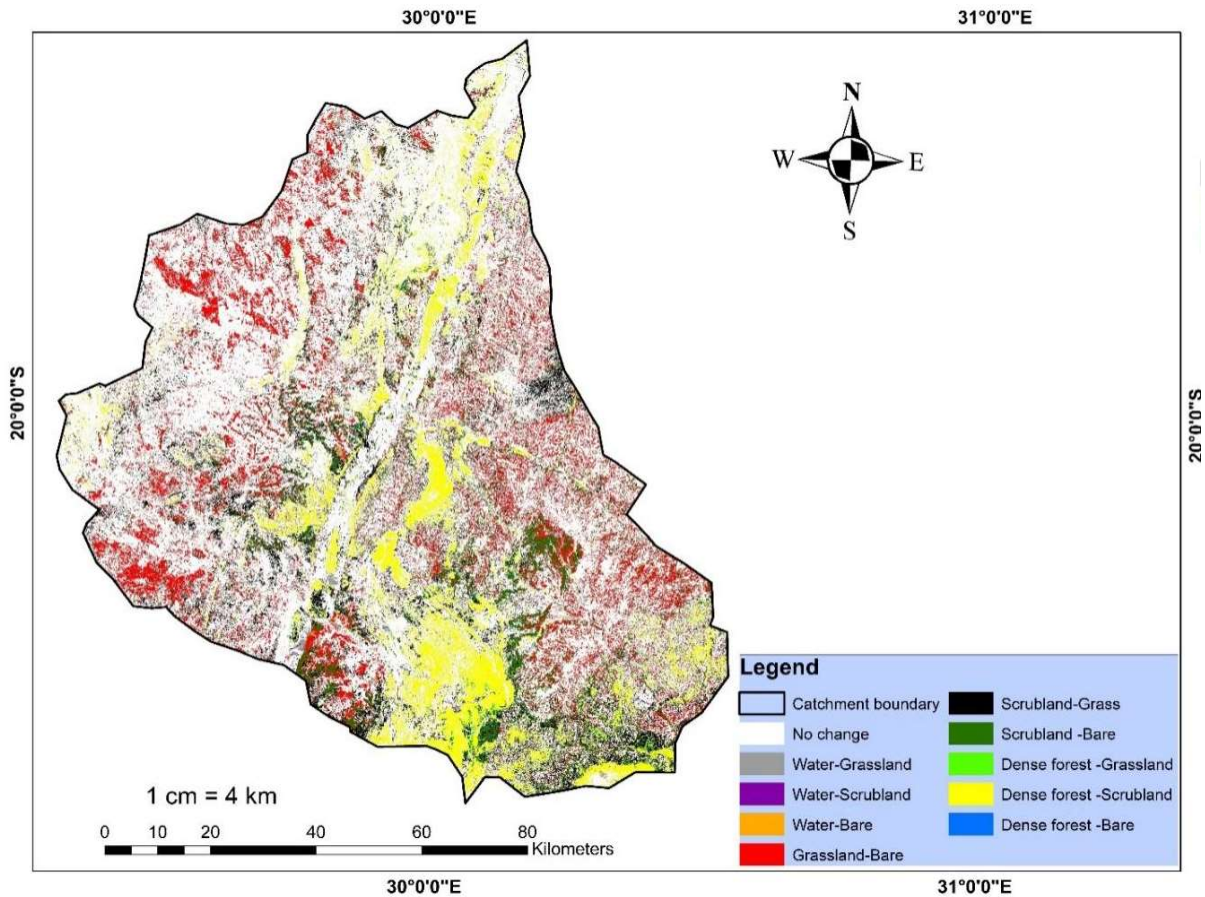 30°0'0"E 31°0'0"E
N
W E
S
20°0'0"S 20°0'0"S
Legend
Catchment boundary Scrubland-Grass
No change Scrubland -Bare
Water-Grassland Dense forest -Grassland
Water-Scrubland Dense forest -Scrubland
Water-Bare Dense forest -Bare
Grassland-Bare
1 cm = 4 km
0 10 20 40 60 80
Kilometers
30°0'0"E 31°0'0"E